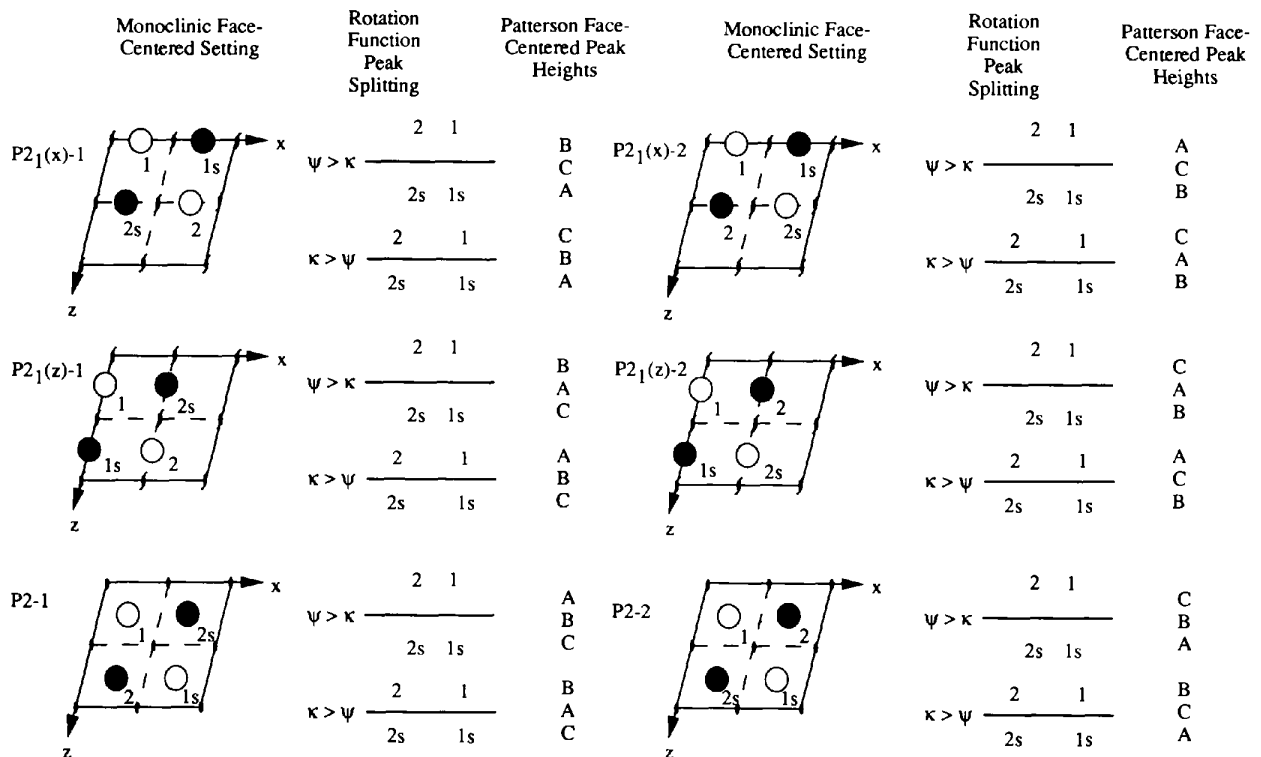 Monoclinic Face-
Centered Setting
Rotation
Function
Peak
Splitting
Patterson Face-
Centered Peak
Heights
Monoclinic Face-
Centered Setting
Rotation
Function
Peak
Splitting
Patterson Face-
Centered Peak
Heights
P2₁(x)-1
x
1 1s
2s 2
z
ψ > κ
2 1
2s 1s
B
C
A
κ > ψ
2 1
2s 1s
C
B
A
P2₁(x)-2
x
1 1s
2 2s
z
ψ > κ
2 1
2s 1s
A
C
B
κ > ψ
2 1
2s 1s
C
A
B
P2₁(z)-1
x
1 2s
1s 2
z
ψ > κ
2 1
2s 1s
B
A
C
κ > ψ
2 1
2s 1s
A
B
C
P2₁(z)-2
x
1 2
1s 2s
z
ψ > κ
2 1
2s 1s
C
A
B
κ > ψ
2 1
2s 1s
A
C
B
P2-1
x
1 2s
2 1s
z
ψ > κ
2 1
2s 1s
A
B
C
κ > ψ
2 1
2s 1s
B
A
C
P2-2
x
1 2
2s 1s
z
ψ > κ
2 1
2s 1s
C
B
A
κ > ψ
2 1
2s 1s
B
C
A